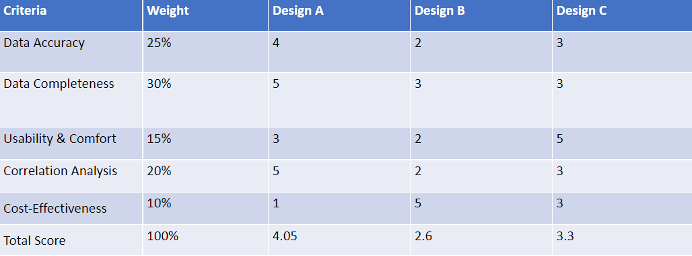 Criteria Weight Design A Design B Design C
Data Accuracy 25% 4 2 3
Data Completeness 30% 5 3 3
Usability & Comfort 15% 3 2 5
Correlation Analysis 20% 5 2 3
Cost-Effectiveness 10% 1 5 3
Total Score 100% 4.05 2.6 3.3